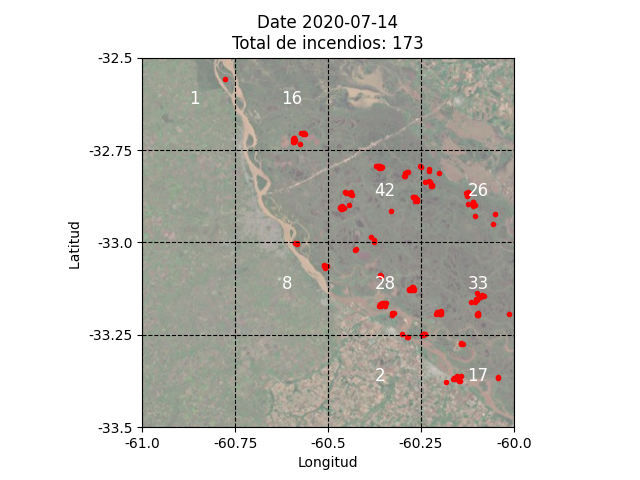 Date 2020-07-14
Total de incendios: 173
-32.5
1 16
-32.75
42 26
Latitud
-33.0
8 28 33
-33.25
2 17
-33.5
-61.0 -60.75 -60.5 -60.25 -60.0
Longitud